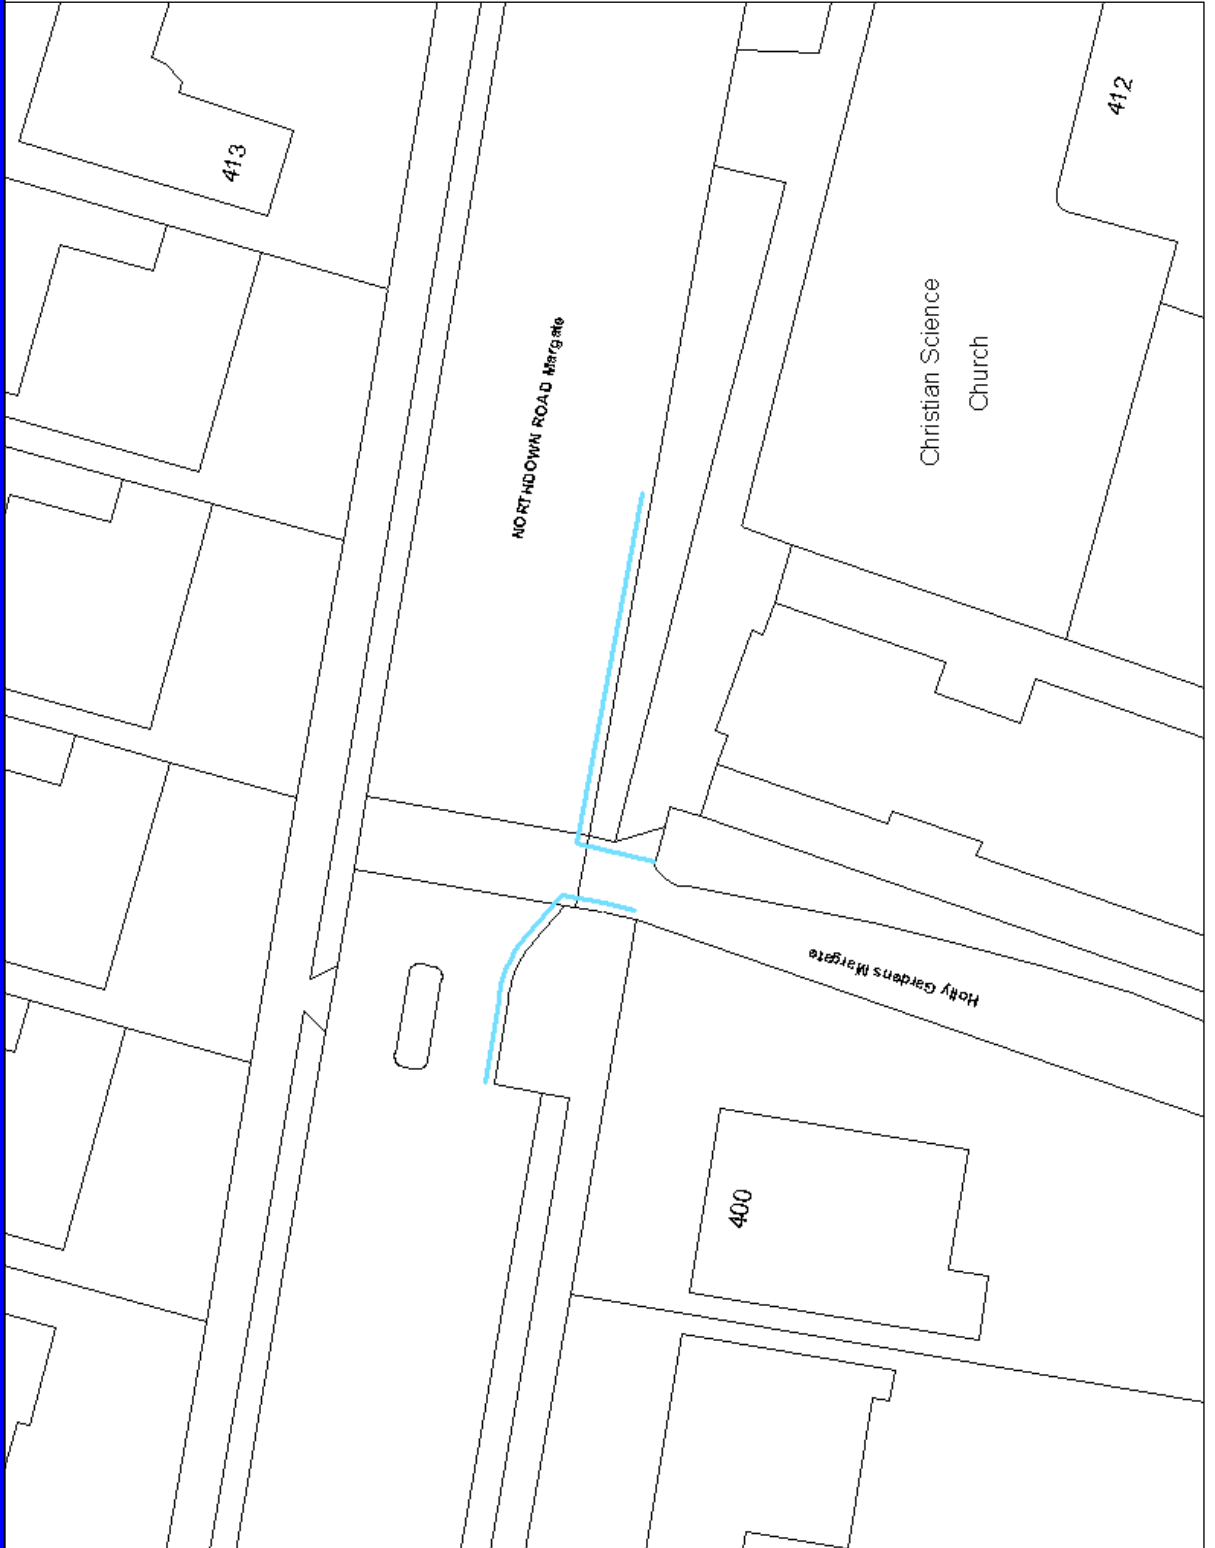 412
413
Christian Science
Church
NORTHDOWN ROAD Margate
Holly Gardens Margate
400